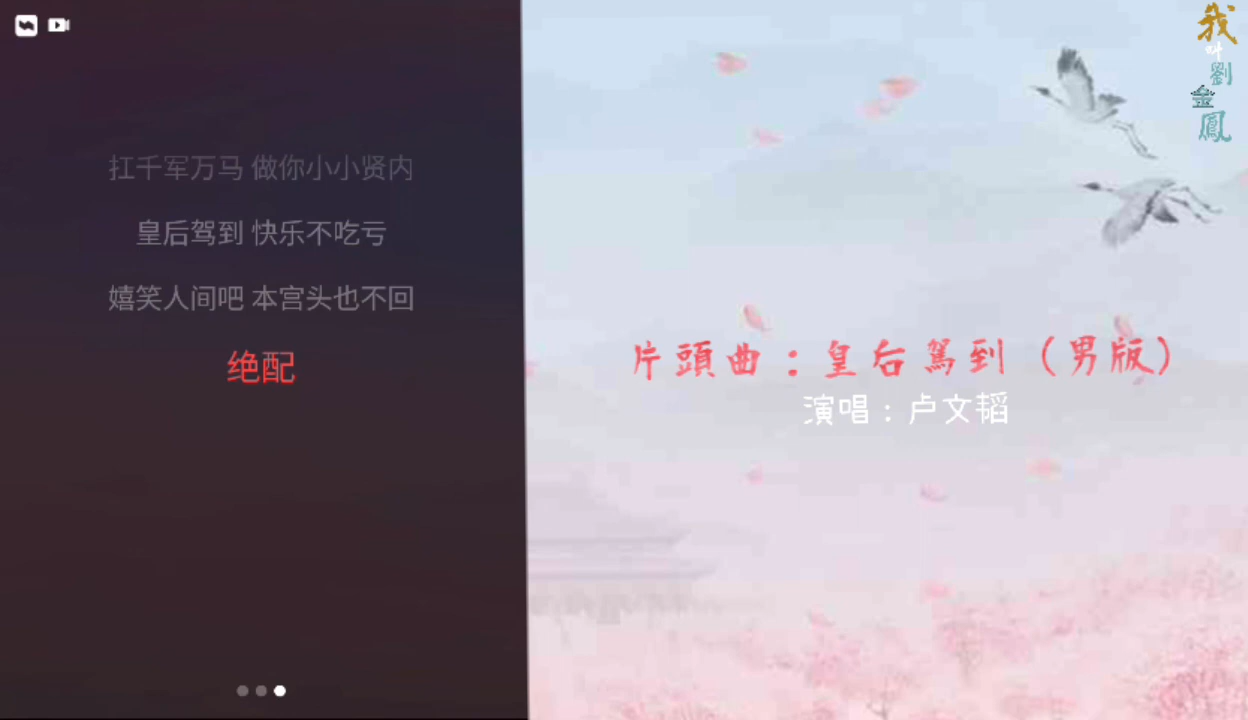 扛千军万马 做你小小贤内
皇后驾到 快乐不吃亏
嬉笑人间吧 本宫头也不回
绝配
我
叫
劉
金
鳳
片頭曲：皇后駕到（男版）
演唱：卢文韬